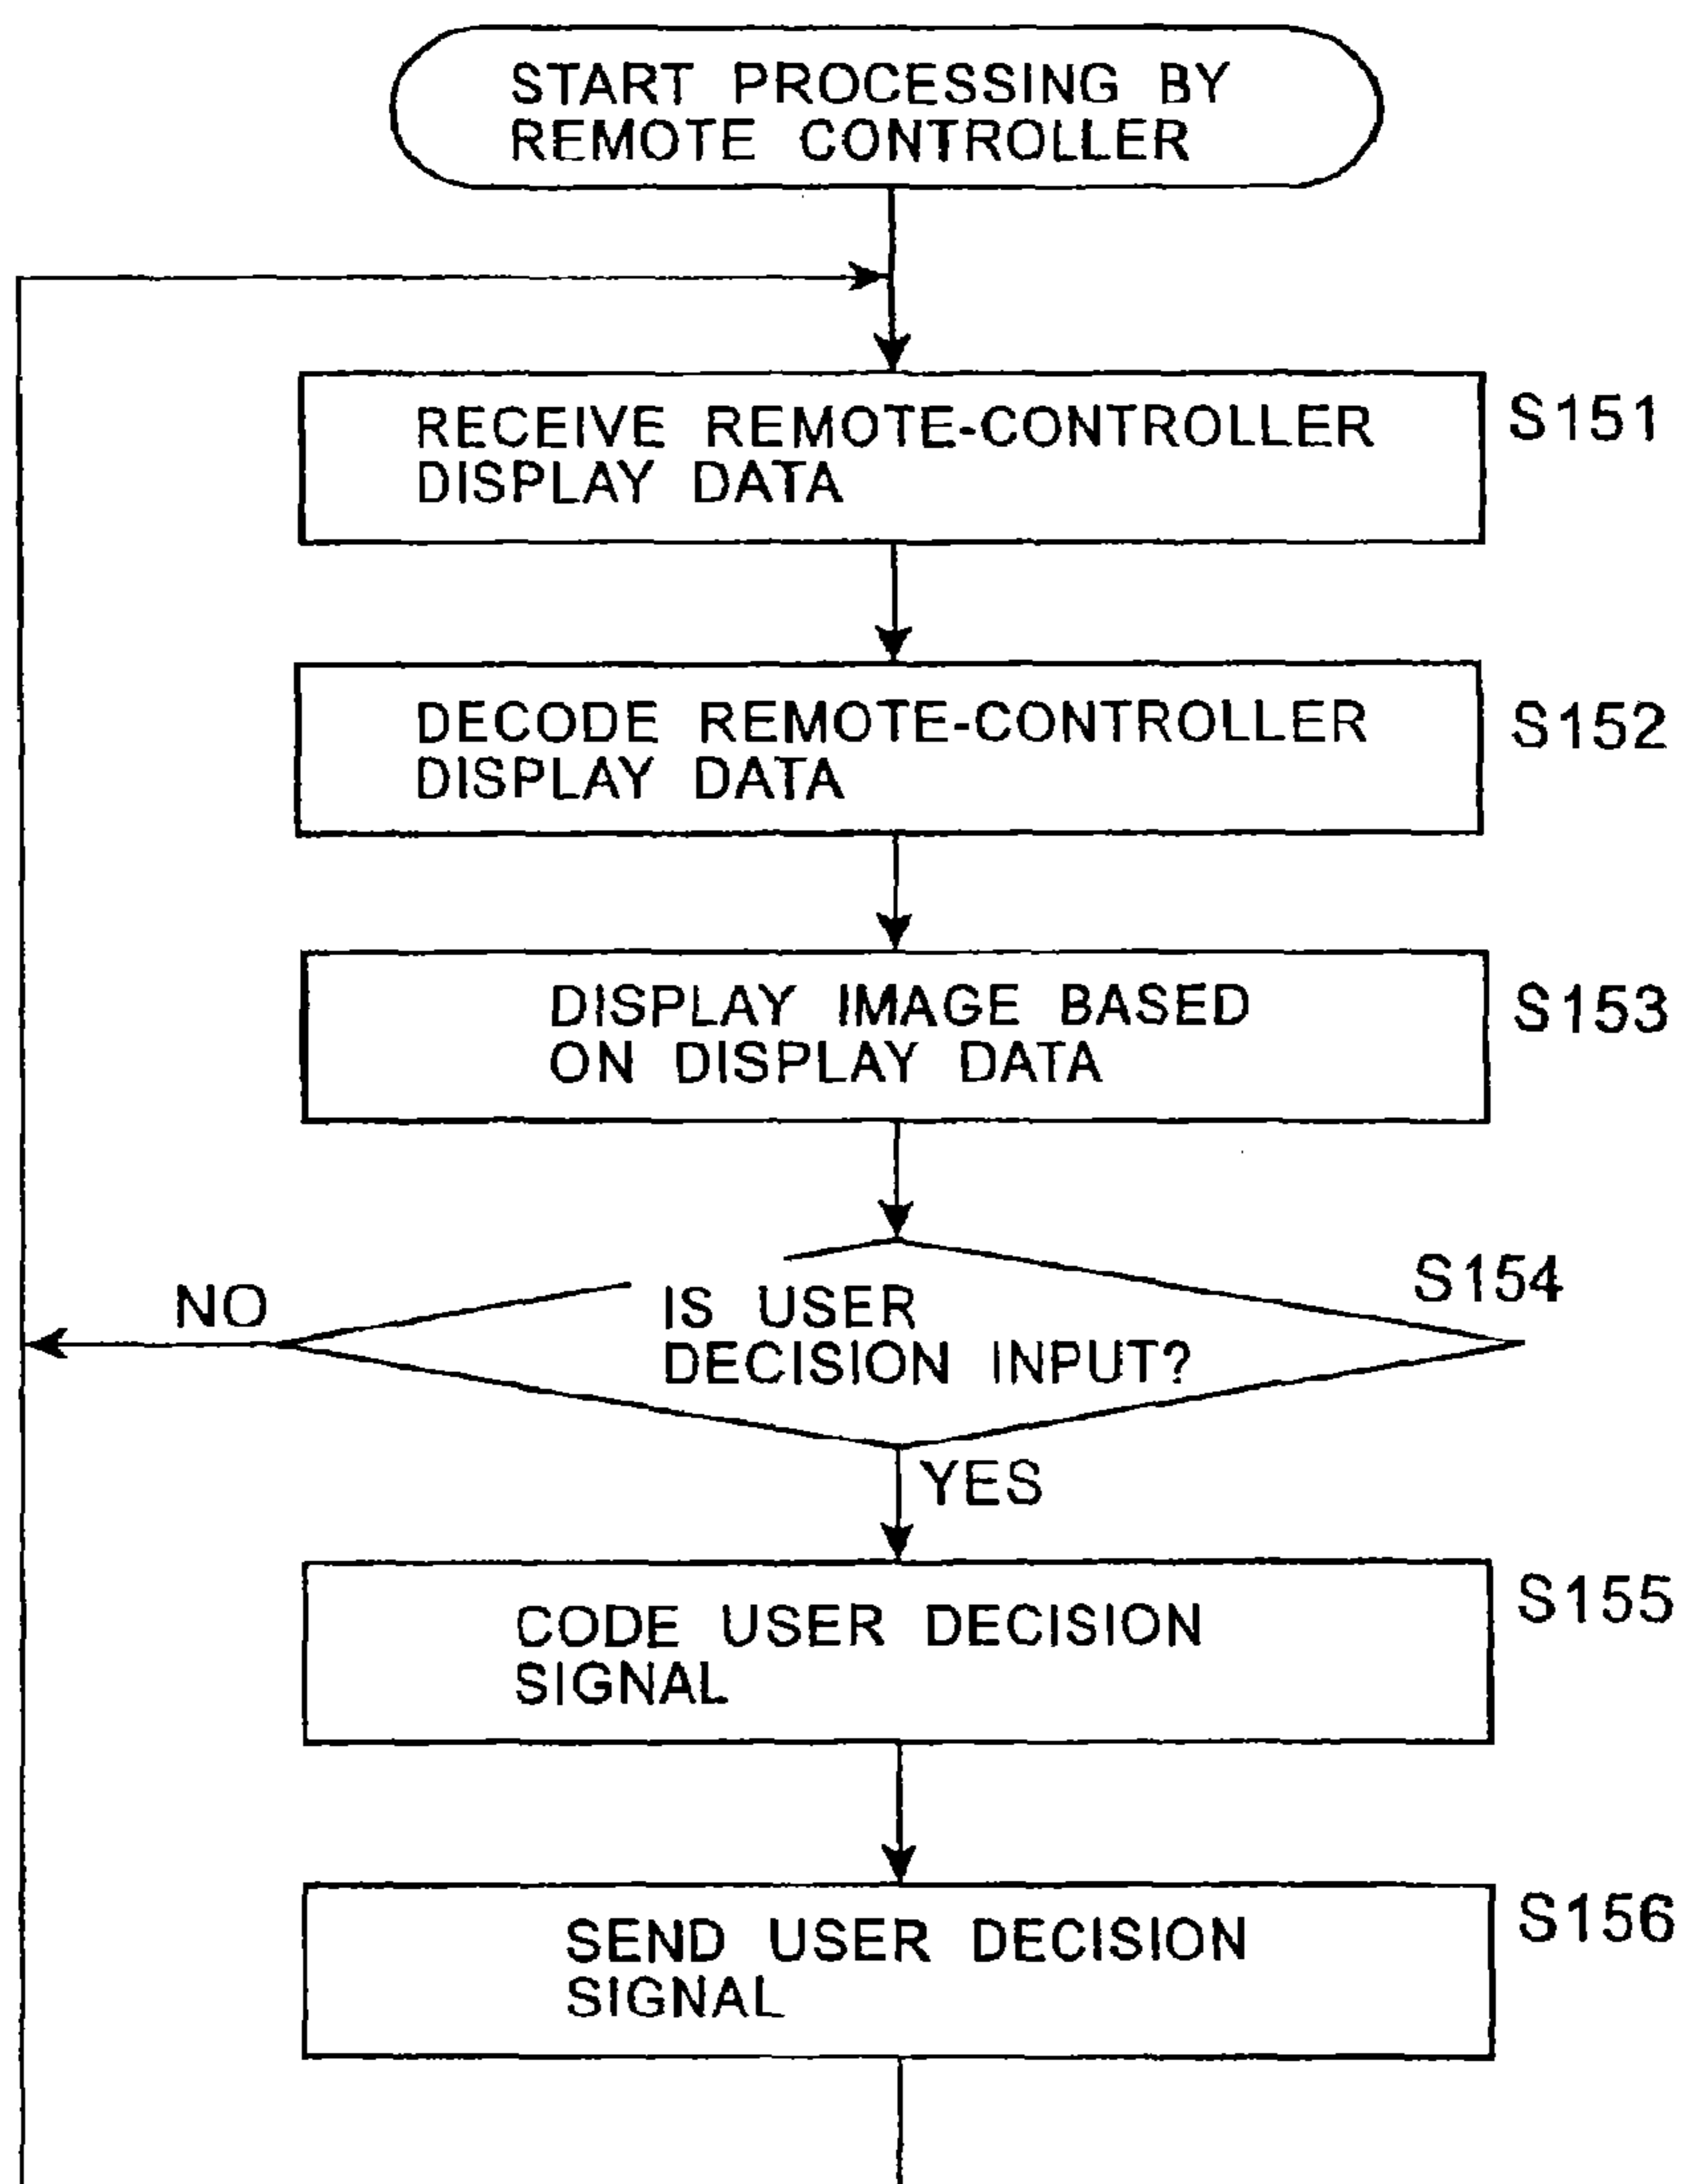 START PROCESSING BY
REMOTE CONTROLLER
RECEIVE REMOTE-CONTROLLER
DISPLAY DATA
S151
DECODE REMOTE-CONTROLLER
DISPLAY DATA
S152
DISPLAY IMAGE BASED
ON DISPLAY DATA
S153
IS USER
DECISION INPUT?
S154
NO
YES
CODE USER DECISION
SIGNAL
S155
SEND USER DECISION
SIGNAL
S156